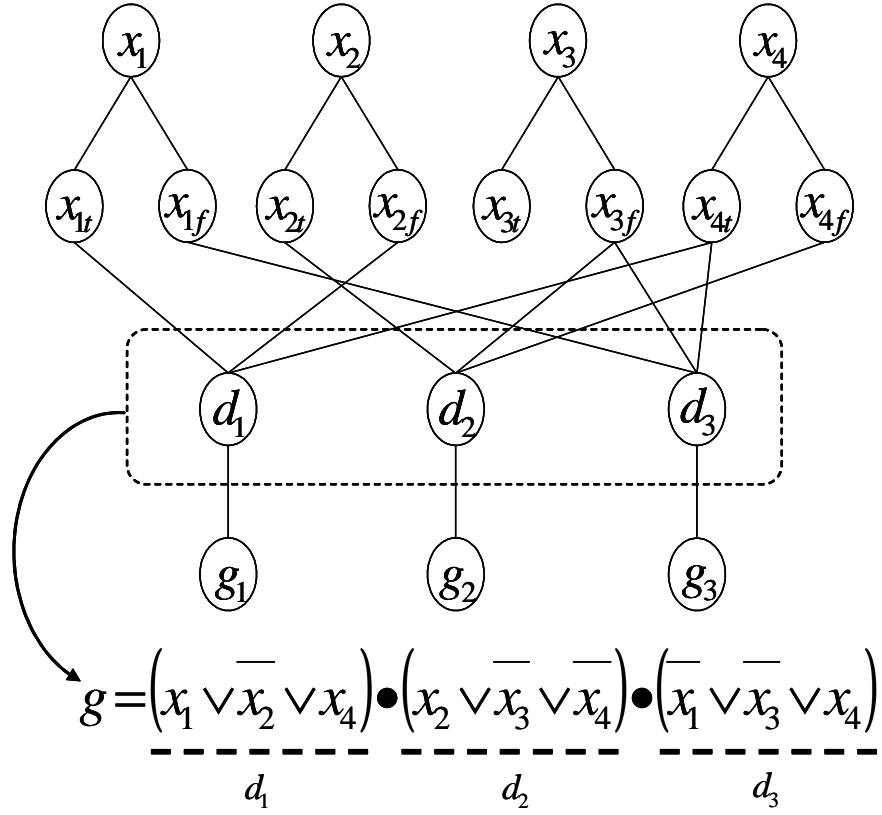 x₁ x₂ x₃ x₄
x₁t x₁f x₂t x₂f x₃t x₃f x₄t x₄f
d₁ d₂ d₃
g₁ g₂ g₃
g = (x₁ ∨ x̅₂ ∨ x₄) • (x₂ ∨ x̅₃ ∨ x̅₄) • (x̅₁ ∨ x̅₃ ∨ x₄)
d₁ d₂ d₃